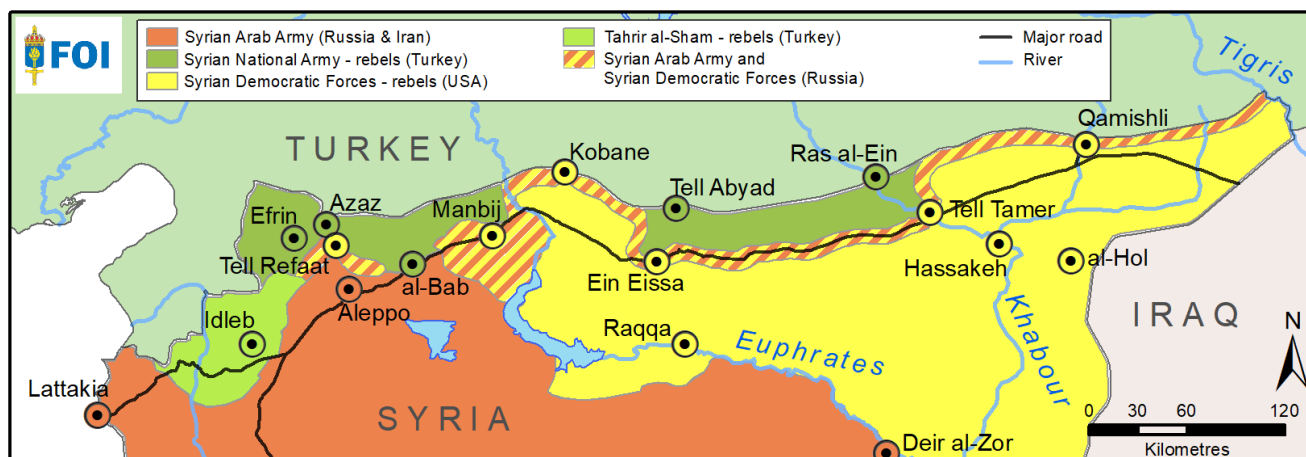 FOI
Syrian Arab Army (Russia & Iran)
Syrian National Army - rebels (Turkey)
Syrian Democratic Forces - rebels (USA)
Tahrir al-Sham - rebels (Turkey)
Syrian Arab Army and
Syrian Democratic Forces (Russia)
Major road
River
Tigris
TURKEY
Qamishli
Kobane
Ras al-Ein
Tell Abyad
Azaz
Efrin
Manbij
Tell Tamer
Tell Refaat
al-Bab
Ein Eissa
Hassakeh
al-Hol
Aleppo
Idleb
Raqqa
Euphrates
Khabour
IRAQ
N
Lattakia
SYRIA
Deir al-Zor
0 30 60 120
Kilometres